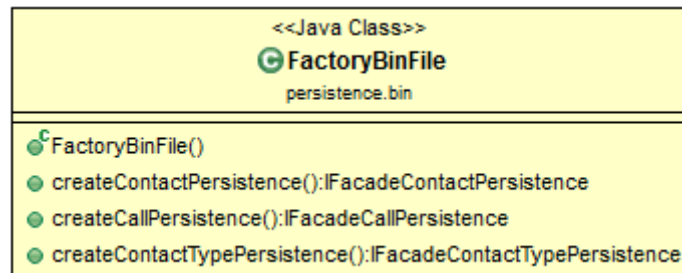 <<Java Class>>
FactoryBinFile
persistence.bin
FactoryBinFile()
createContactPersistence():IFacadeContactPersistence
createCallPersistence():IFacadeCallPersistence
createContactTypePersistence():IFacadeContactTypePersistence